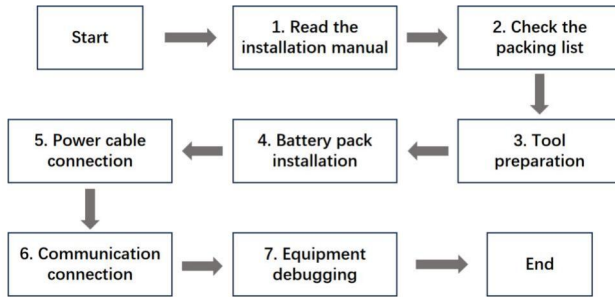 Start
1. Read the
installation manual
2. Check the
packing list
5. Power cable
connection
4. Battery pack
installation
3. Tool
preparation
6. Communication
connection
7. Equipment
debugging
End